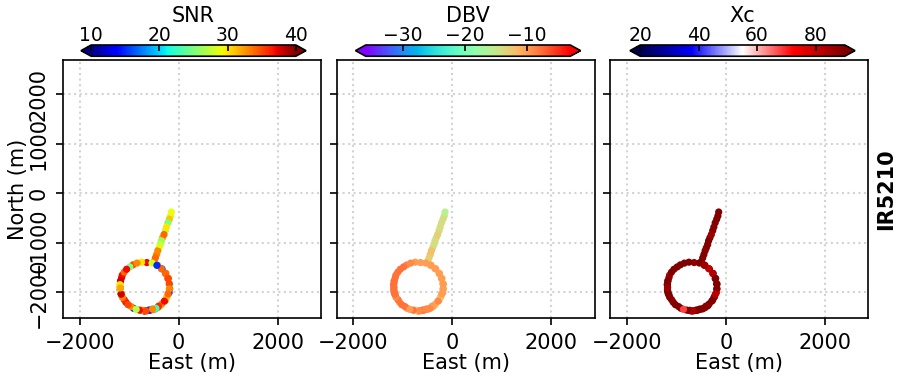 SNR DBV Xc
10 20 30 40 −30 −20 −10 20 40 60 80
North (m)
2000
1000
0
−1000
−2000
IR5210
−2000 0 2000 −2000 0 2000 −2000 0 2000
East (m) East (m) East (m)